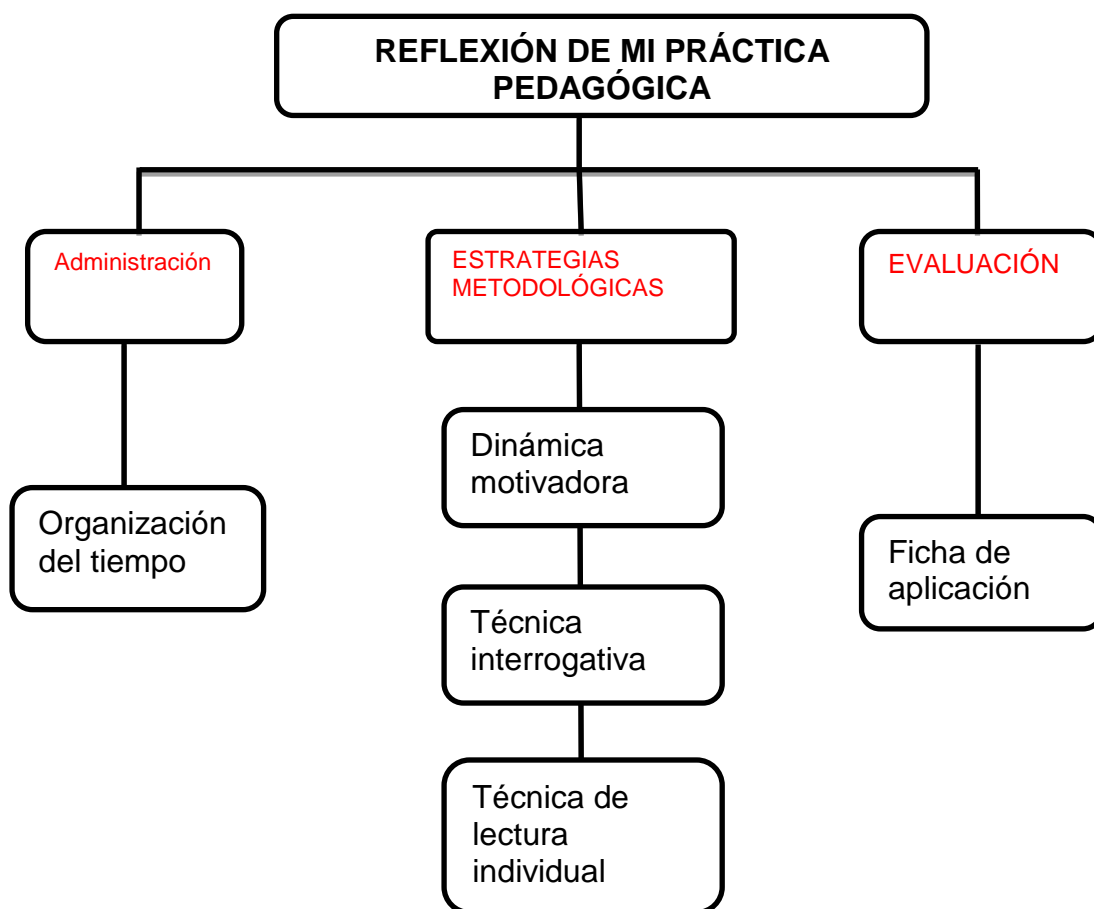 REFLEXIÓN DE MI PRÁCTICA
PEDAGÓGICA
Administración
ESTRATEGIAS
METODOLÓGICAS
EVALUACIÓN
Organización
del tiempo
Dinámica
motivadora
Técnica
interrogativa
Técnica de
lectura
individual
Ficha de
aplicación